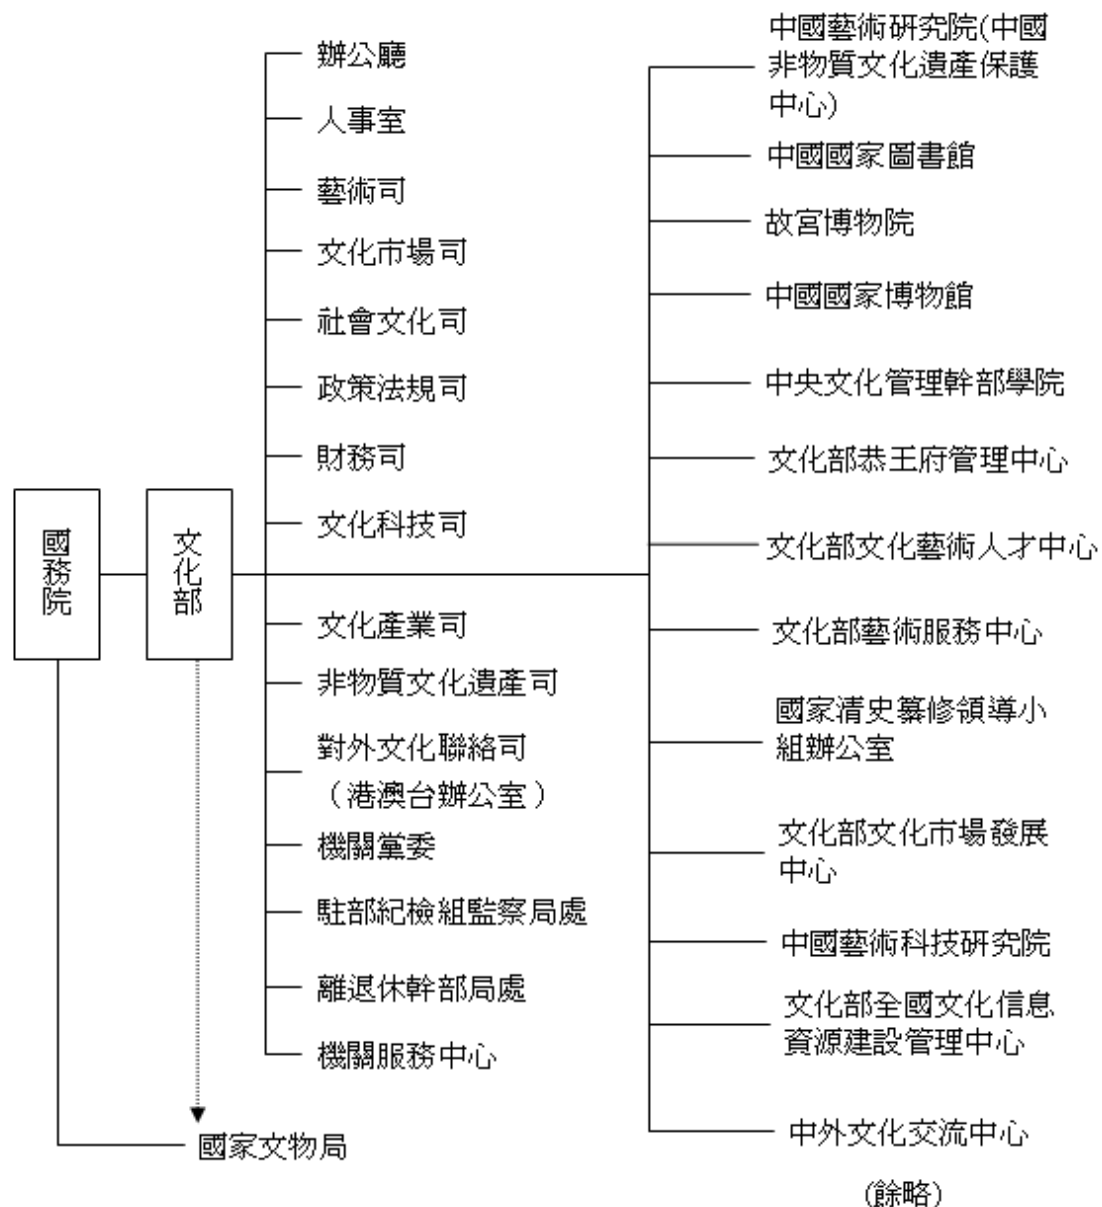 國務院
文化部
辦公廳
人事室
藝術司
文化市場司
社會文化司
政策法規司
財務司
文化科技司
文化產業司
非物質文化遺產司
對外文化聯絡司
（港澳台辦公室）
機關黨委
駐部紀檢組監察局處
離退休幹部局處
機關服務中心
國家文物局
中國藝術研究院(中國
非物質文化遺產保護
中心)
中國國家圖書館
故宮博物院
中國國家博物館
中央文化管理幹部學院
文化部恭王府管理中心
文化部文化藝術人才中心
文化部藝術服務中心
國家清史纂修領導小
組辦公室
文化部文化市場發展
中心
中國藝術科技研究院
文化部全國文化信息
資源建設管理中心
中外文化交流中心
(餘略)